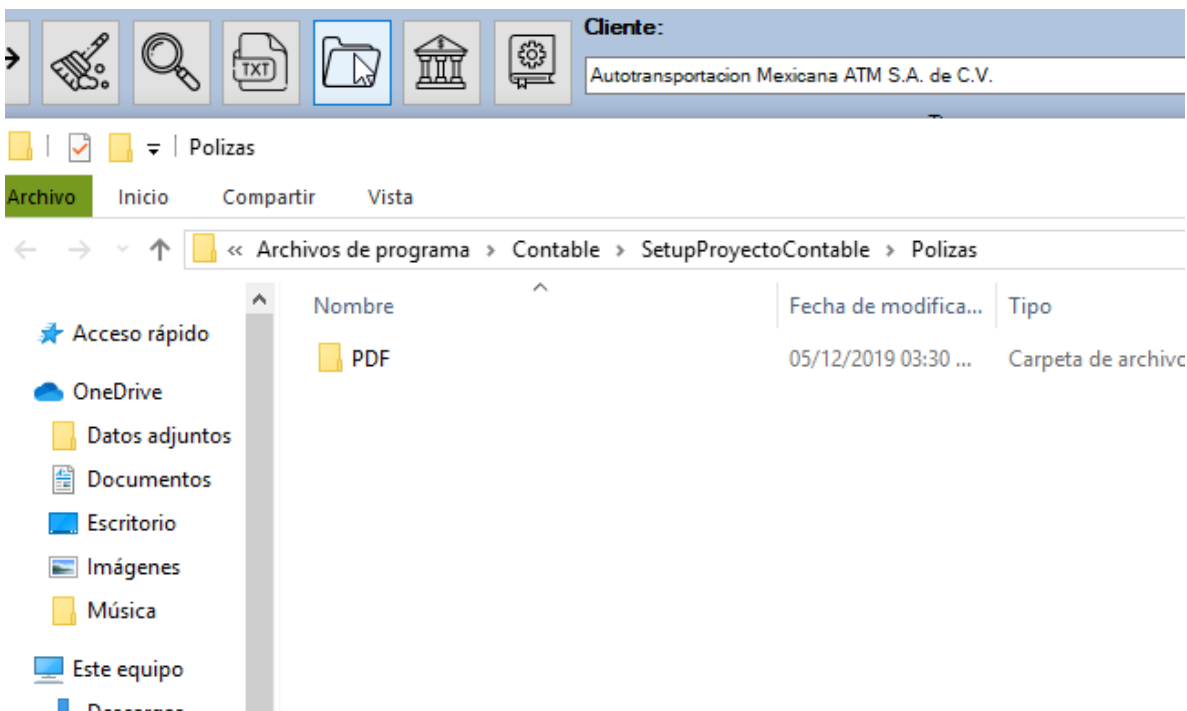 Cliente:
TXT
Autotransportacion Mexicana ATM S.A. de C.V.
Polizas
Archivo Inicio Compartir Vista
« Archivos de programa > Contable > SetupProyectoContable > Polizas
Nombre Fecha de modifica... Tipo
Acceso rápido
PDF 05/12/2019 03:30 ... Carpeta de archivo
OneDrive
Datos adjuntos
Documentos
Escritorio
Imágenes
Música
Este equipo